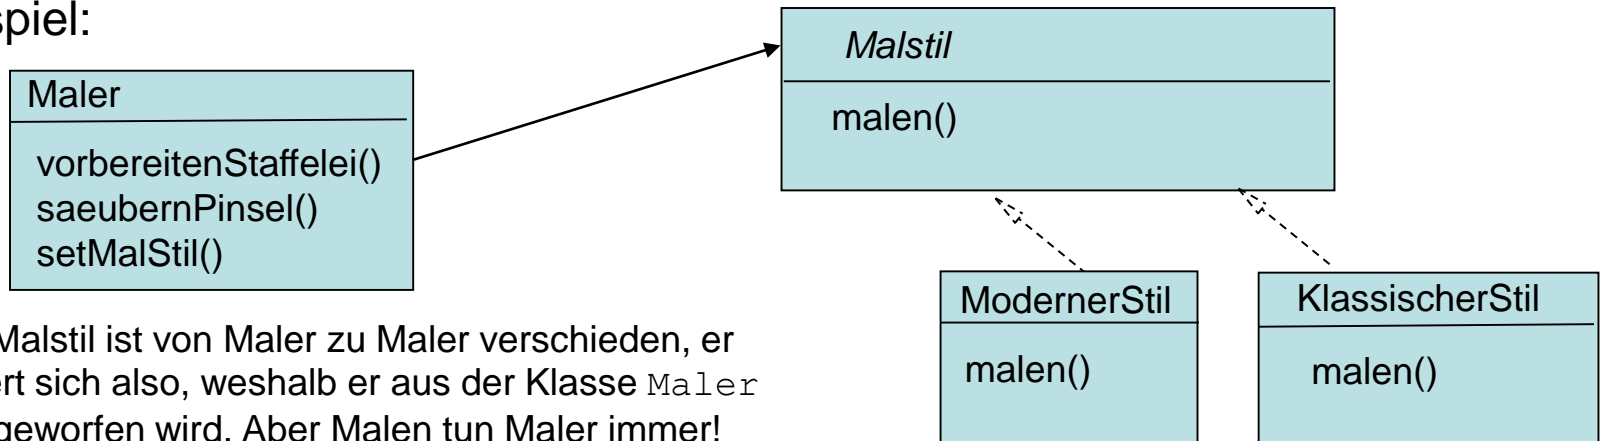 spiel:
Maler
vorbereitenStaffelei()
saeubernPinsel()
setMalStil()
Malstil
malen()
ModernerStil
malen()
KlassischerStil
malen()
Malstil ist von Maler zu Maler verschieden, er
ert sich also, weshalb er aus der Klasse Maler
geworfen wird. Aber Malen tun Maler immer!